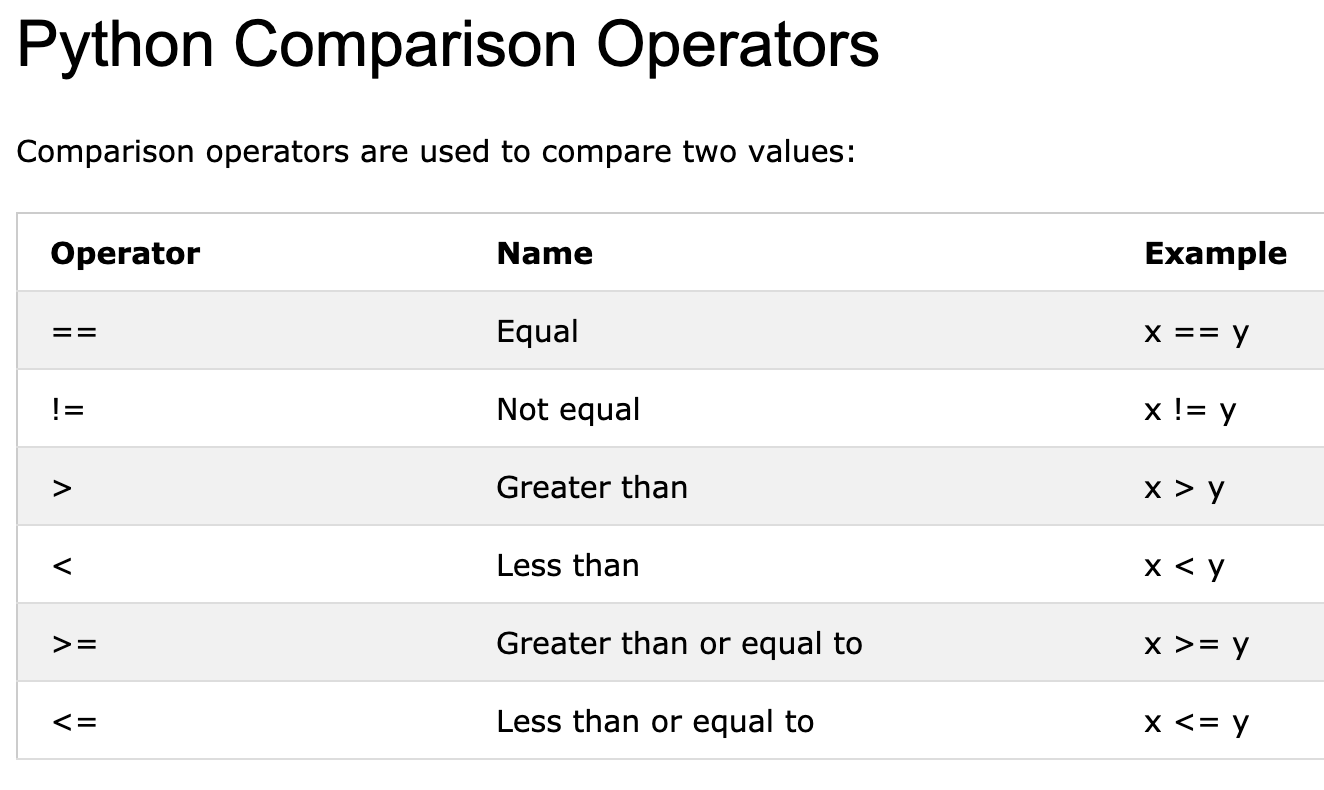 Python Comparison Operators
Comparison operators are used to compare two values:
Operator Name Example
== Equal x == y
!= Not equal x != y
> Greater than x > y
< Less than x < y
>= Greater than or equal to x >= y
<= Less than or equal to x <= y